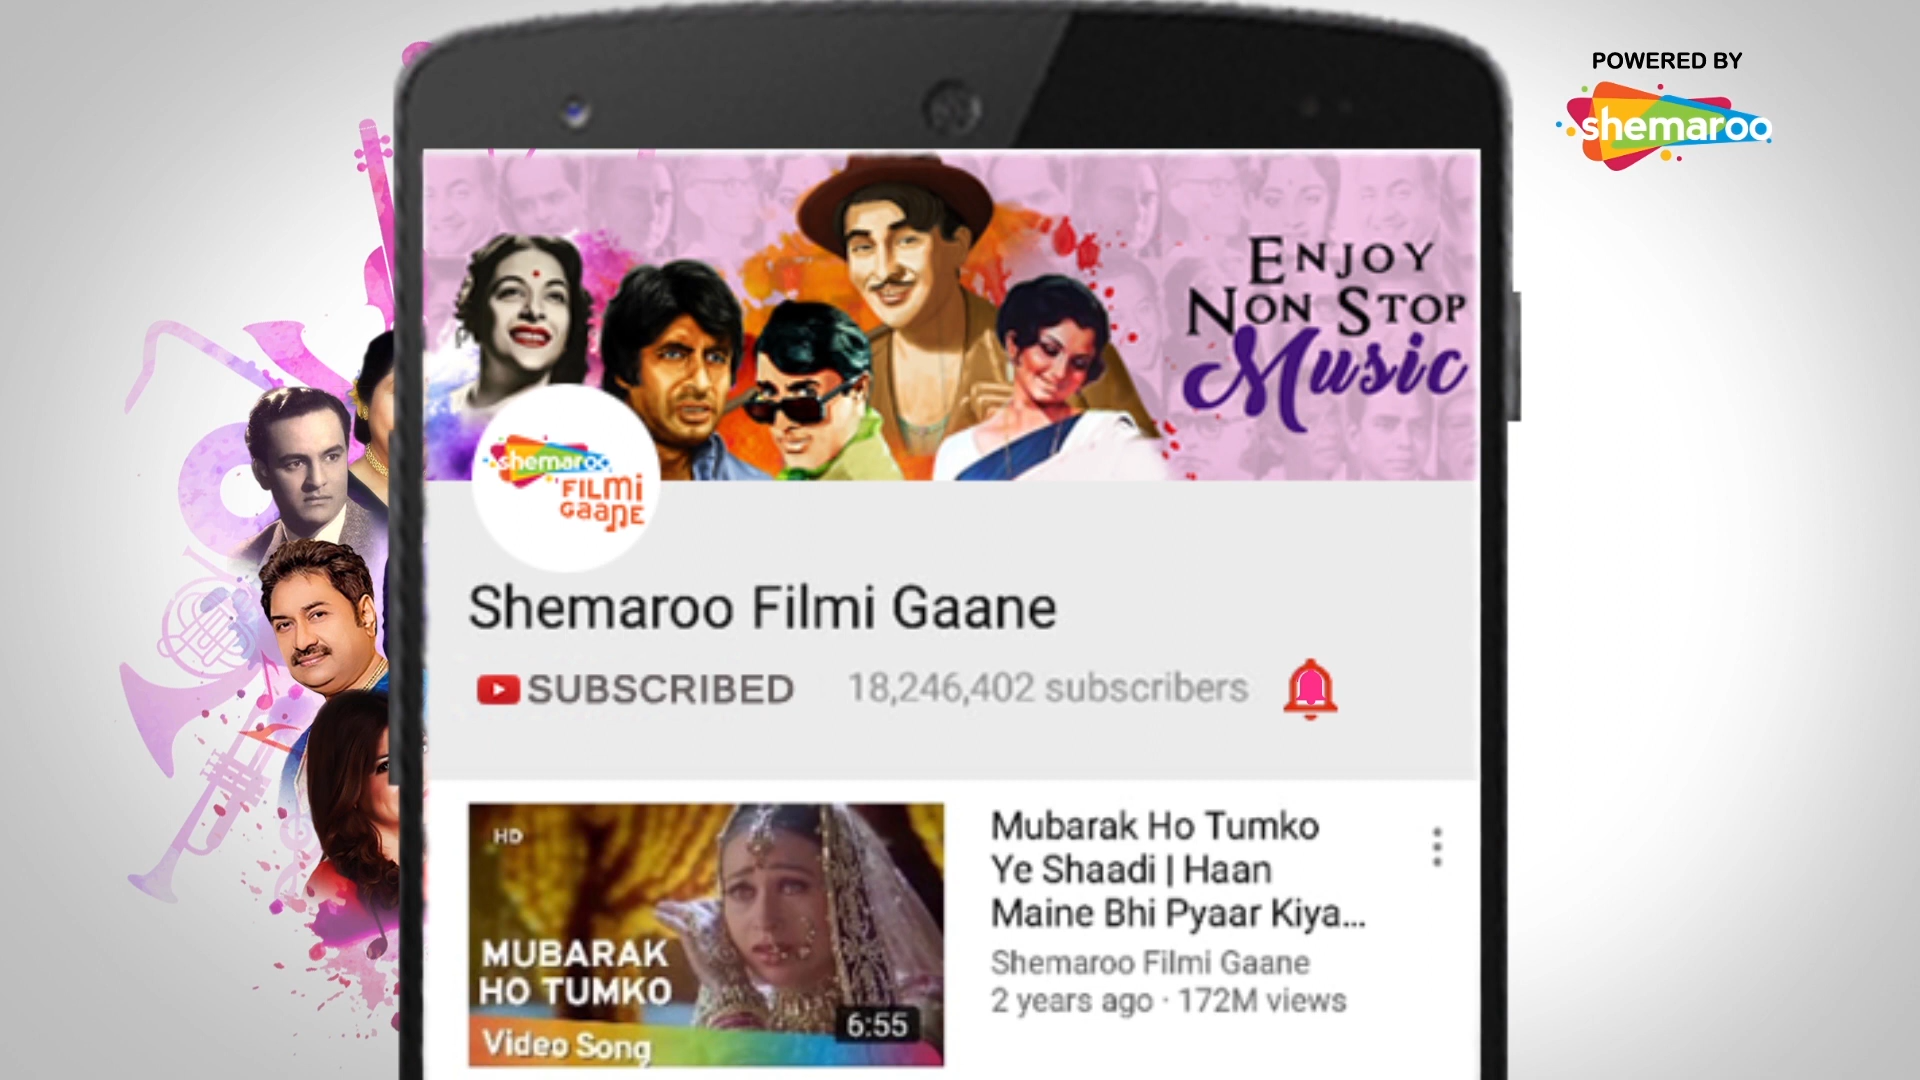 POWERED BY
shemaroo
ENJOY
NON STOP
Music
shemaroo
FILMI
GAANE
Shemaroo Filmi Gaane
SUBSCRIBED 18,246,402 subscribers
HD
MUBARAK
HO TUMKO
Video Song
6:55
Mubarak Ho Tumko
Ye Shaadi | Haan
Maine Bhi Pyaar Kiya...
Shemaroo Filmi Gaane
2 years ago · 172M views